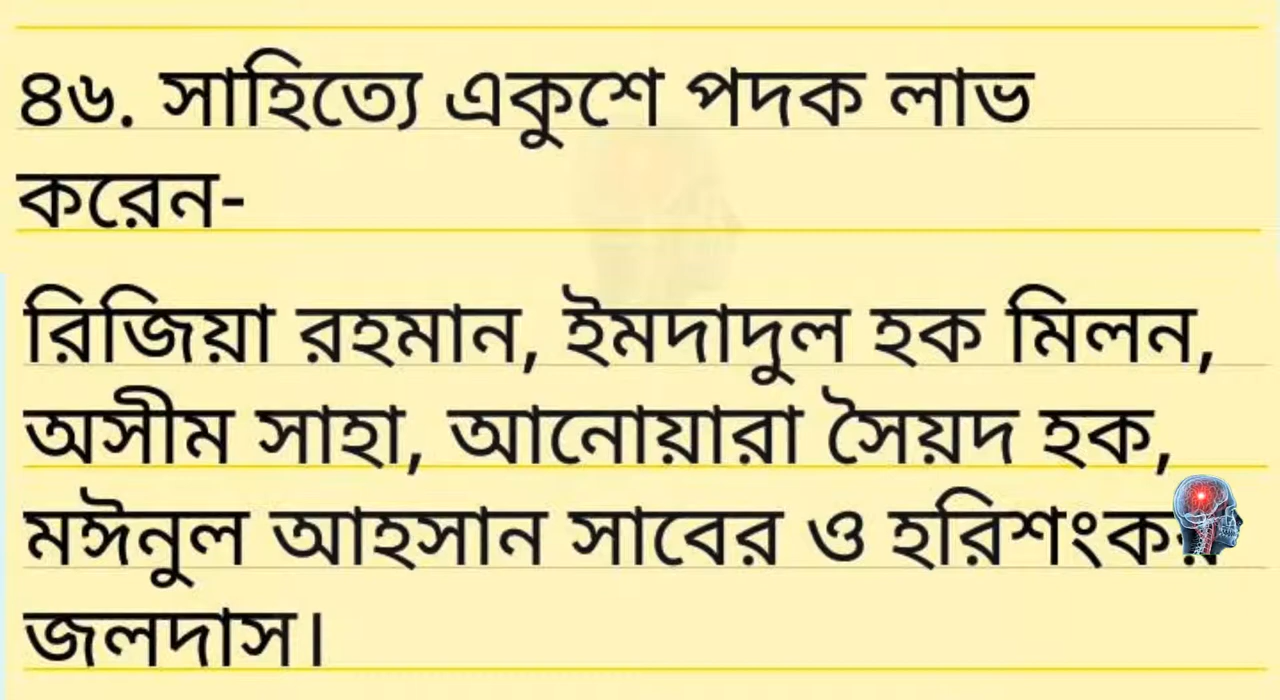 ৪৬. সাহিত্যে একুশে পদক লাভ
করেন-
রিজিয়া রহমান, ইমদাদুল হক মিলন,
অসীম সাহা, আনোয়ারা সৈয়দ হক,
মঈনুল আহসান সাবের ও হরিশংকর
জলদাস।